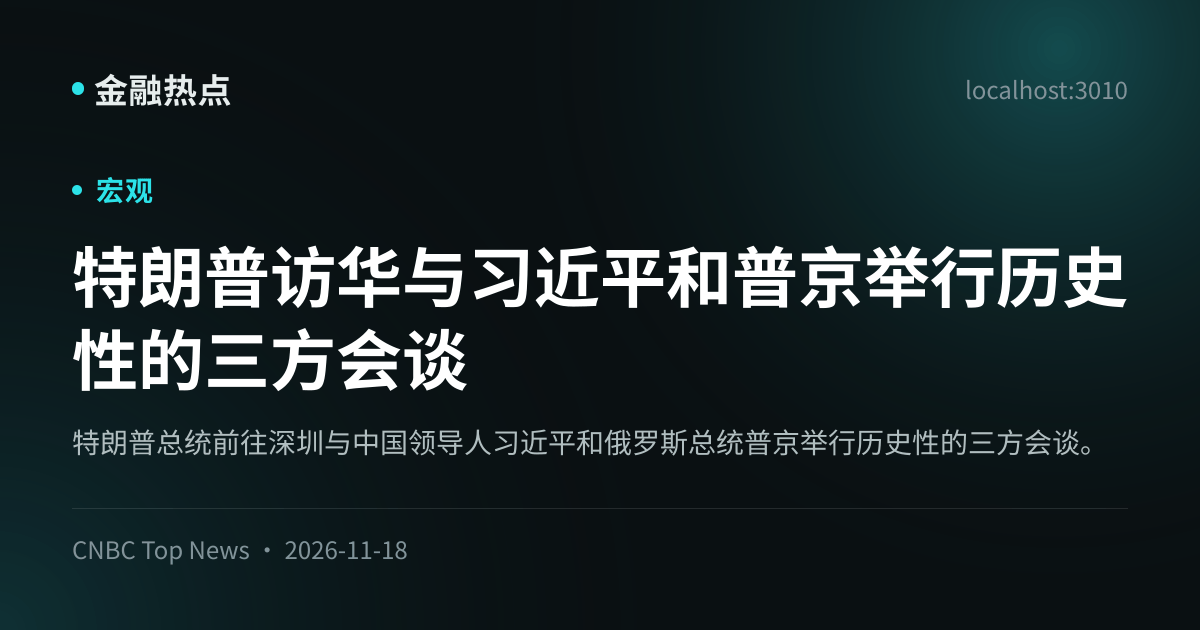 金融热点
localhost:3010
宏观
特朗普访华与习近平和普京举行历史
性的三方会谈
特朗普总统前往深圳与中国领导人习近平和俄罗斯总统普京举行历史性的三方会谈。
CNBC Top News • 2026-11-18